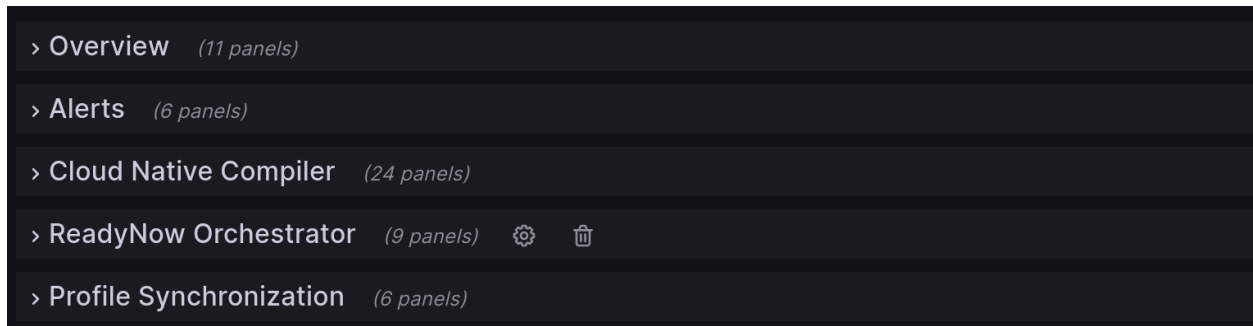 Overview (11 panels)
Alerts (6 panels)
Cloud Native Compiler (24 panels)
ReadyNow Orchestrator (9 panels)
Profile Synchronization (6 panels)